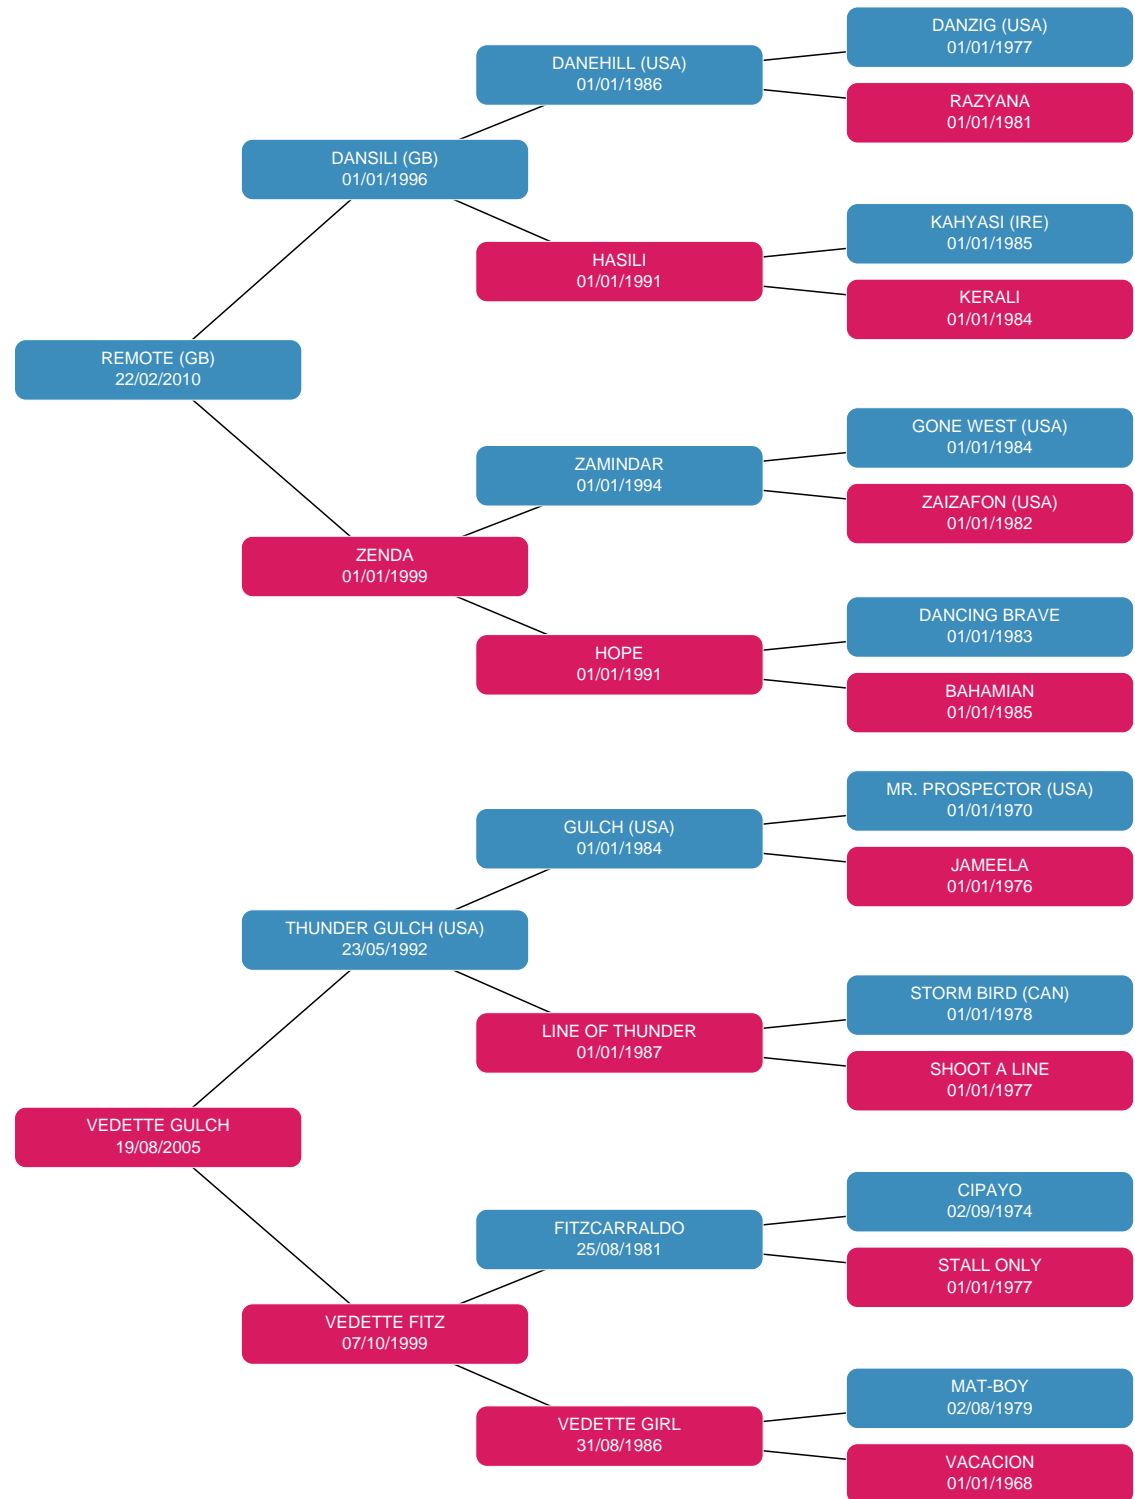 DANZIG (USA)
01/01/1977
DANEHILL (USA)
01/01/1986
RAZYANA
01/01/1981
DANSILI (GB)
01/01/1996
KAHYASI (IRE)
01/01/1985
HASILI
01/01/1991
KERALI
01/01/1984
REMOTE (GB)
22/02/2010
GONE WEST (USA)
01/01/1984
ZAMINDAR
01/01/1994
ZAIZAFON (USA)
01/01/1982
ZENDA
01/01/1999
DANCING BRAVE
01/01/1983
HOPE
01/01/1991
BAHAMIAN
01/01/1985
MR. PROSPECTOR (USA)
01/01/1970
GULCH (USA)
01/01/1984
JAMEELA
01/01/1976
THUNDER GULCH (USA)
23/05/1992
STORM BIRD (CAN)
01/01/1978
LINE OF THUNDER
01/01/1987
SHOOT A LINE
01/01/1977
VEDETTE GULCH
19/08/2005
CIPAYO
02/09/1974
FITZCARRALDO
25/08/1981
STALL ONLY
01/01/1977
VEDETTE FITZ
07/10/1999
MAT-BOY
02/08/1979
VEDETTE GIRL
31/08/1986
VACACION
01/01/1968